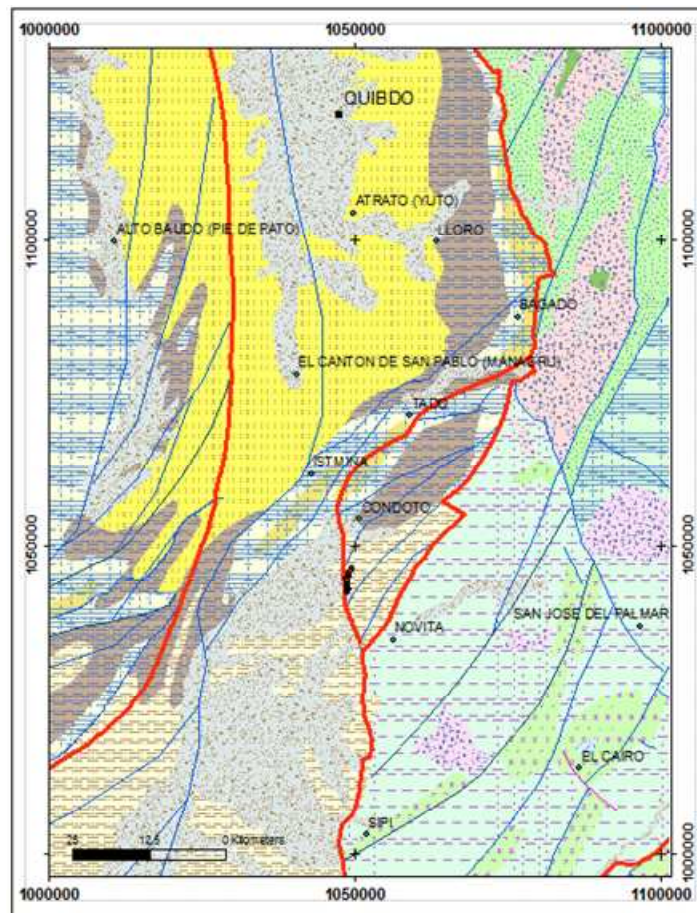 1000000 1050000 1100000
QUIBDO
ATRATO (YUTO)
1100000 ALTO BAUDO (PIE DE PATO) LLORO 1100000
BAGADO
EL CANTON DE SAN PABLO (MANAGRU)
TADO
ISTMINA
CONDOTO
1050000 1050000
SAN JOSE DEL PALMAR
NOVITA
EL CAIRO
SIPI
25 12,5 0 Kilometers
1000000
1000000 1050000 1100000